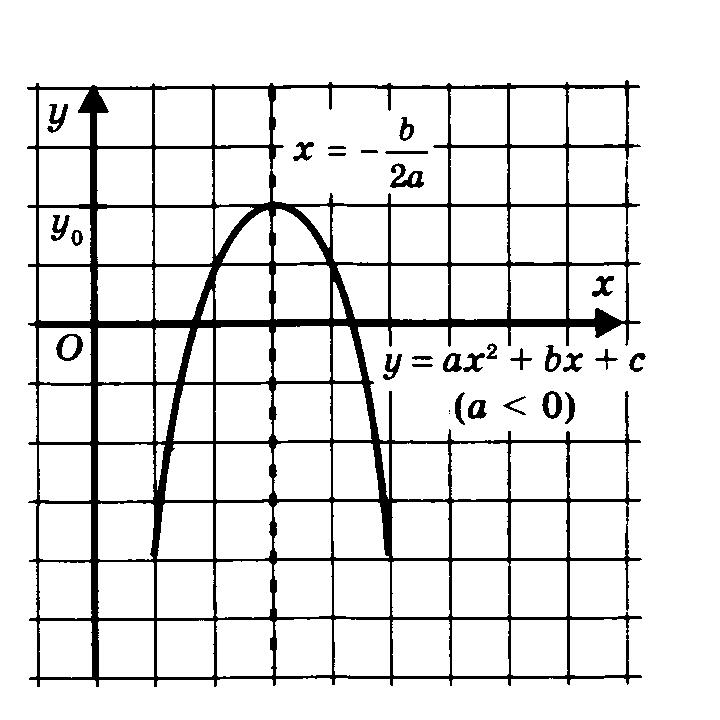 y
x = -b/2a
y₀
x
O
y = ax² + bx + c
(a < 0)